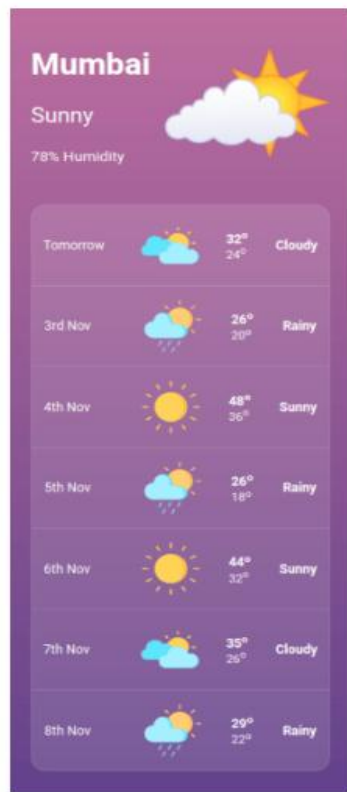 Mumbai
Sunny
78% Humidity
Tomorrow 32° 24° Cloudy
3rd Nov 26° 20° Rainy
4th Nov 48° 36° Sunny
5th Nov 26° 18° Rainy
6th Nov 44° 32° Sunny
7th Nov 35° 26° Cloudy
8th Nov 29° 22° Rainy